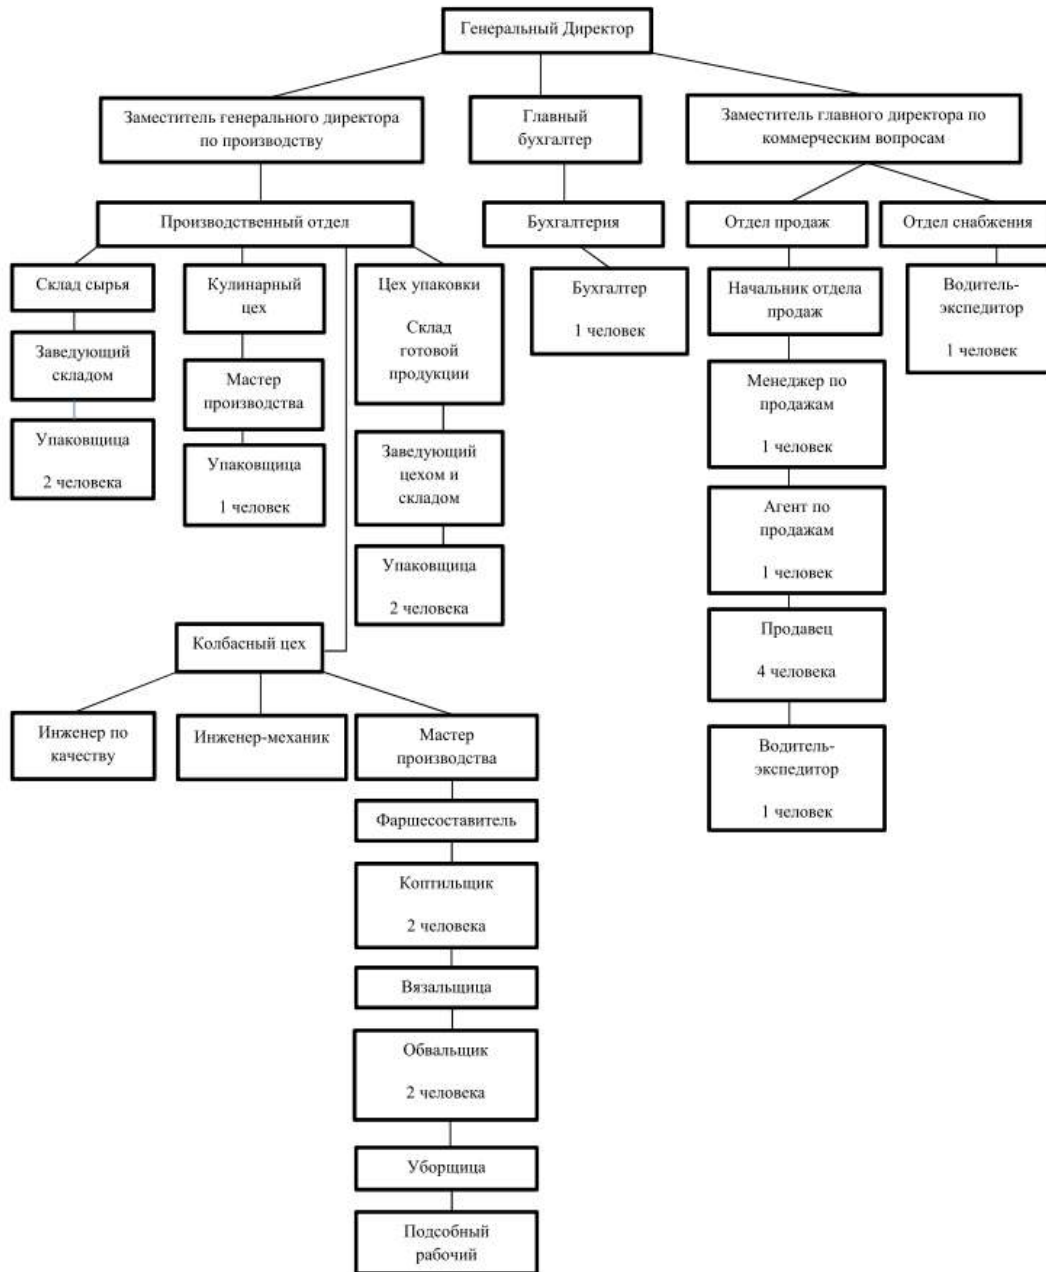 Генеральный Директор
Заместитель генерального директора
по производству
Главный
бухгалтер
Заместитель главного директора по
коммерческим вопросам
Производственный отдел
Бухгалтерия
Отдел продаж
Отдел снабжения
Склад сырья
Заведующий
складом
Упаковщица
2 человека
Кулинарный
цех
Мастер
производства
Упаковщица
1 человек
Цех упаковки
Склад
готовой
продукции
Заведующий
цехом и
складом
Упаковщица
2 человека
Бухгалтер
1 человек
Начальник отдела
продаж
Менеджер по
продажам
1 человек
Агент по
продажам
1 человек
Продавец
4 человека
Водитель-
экспедитор
1 человек
Водитель-
экспедитор
1 человек
Колбасный цех
Инженер по
качеству
Инженер-механик
Мастер
производства
Фаршесоставитель
Коптильщик
2 человека
Вязальщица
Обвальщик
2 человека
Уборщица
Подсобный
рабочий